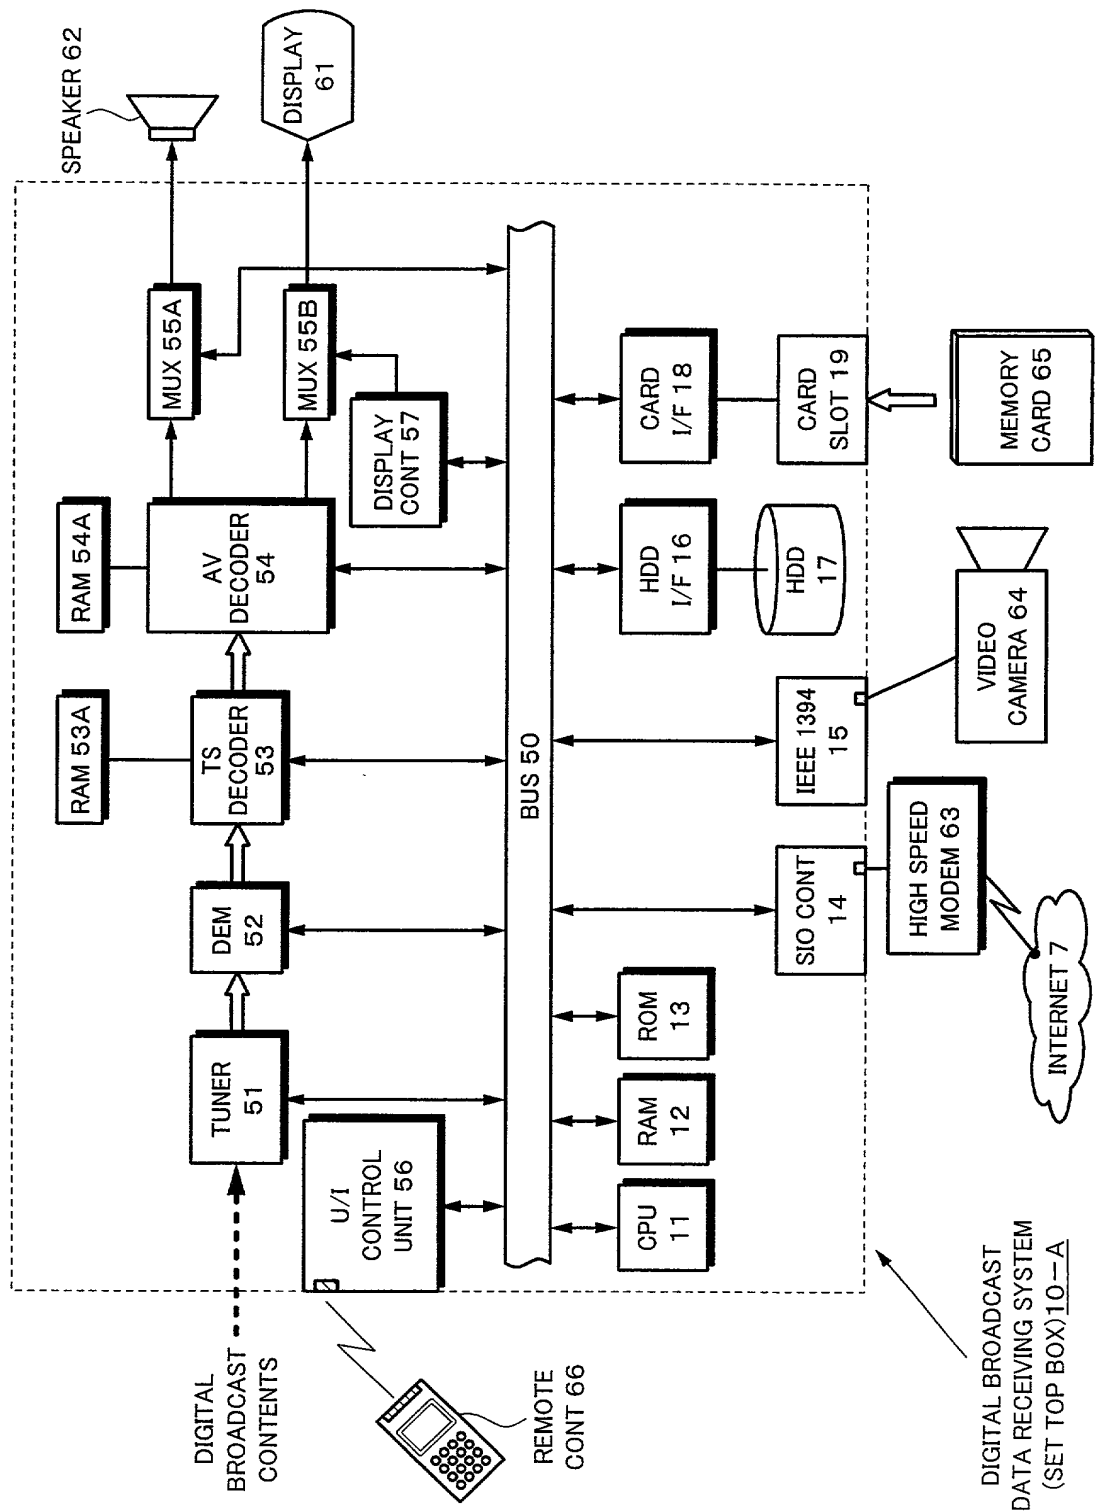 SPEAKER 62
DISPLAY
61
MUX 55A
MUX 55B
DISPLAY
CONT 57
RAM 54A
AV
DECODER
54
RAM 53A
TS
DECODER
53
DEM
52
TUNER
51
U/I
CONTROL
UNIT 56
DIGITAL
BROADCAST
CONTENTS
REMOTE
CONT 66
BUS 50
CPU
11
RAM
12
ROM
13
SIO CONT
14
IEEE 1394
15
HDD
I/F 16
HDD
17
CARD
I/F 18
CARD
SLOT 19
MEMORY
CARD 65
VIDEO
CAMERA 64
HIGH SPEED
MODEM 63
INTERNET 7
DIGITAL BROADCAST
DATA RECEIVING SYSTEM
(SET TOP BOX)10-A